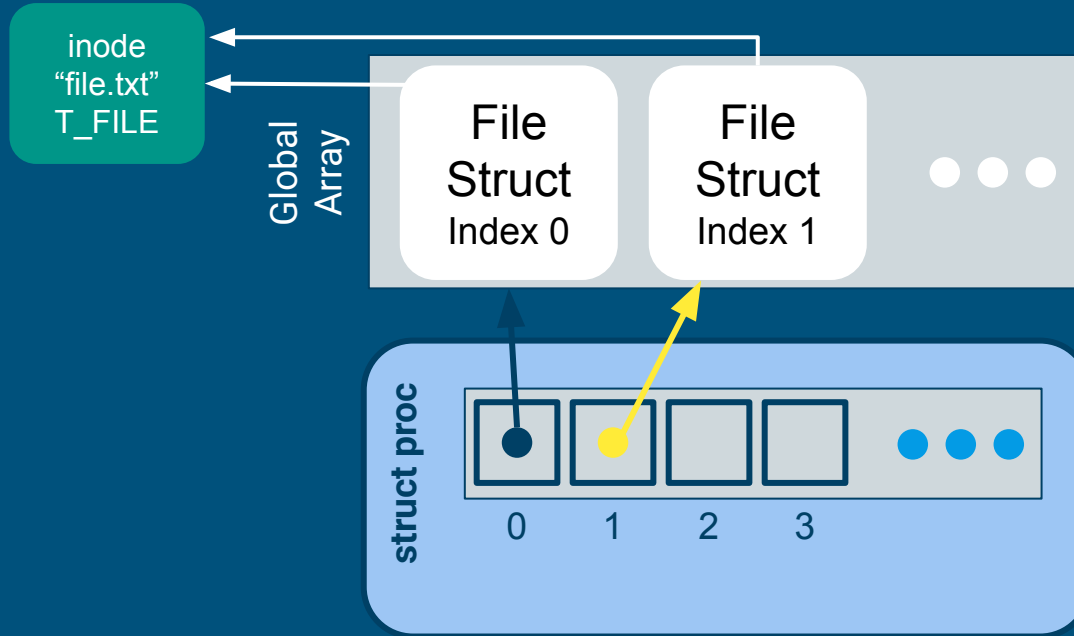 inode
“file.txt”
T_FILE
Global
Array
File
Struct
Index 0
File
Struct
Index 1
struct proc
0
1
2
3